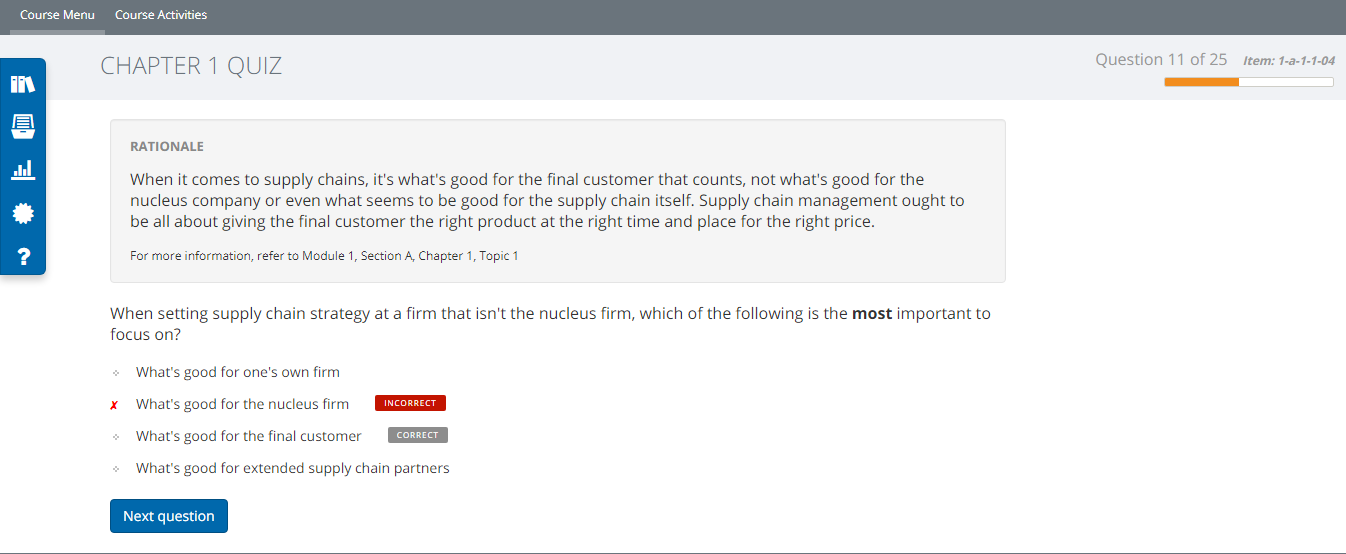 Course Menu Course Activities
CHAPTER 1 QUIZ
Question 11 of 25 Item: 1-a-1-1-04
RATIONALE
When it comes to supply chains, it's what's good for the final customer that counts, not what's good for the
nucleus company or even what seems to be good for the supply chain itself. Supply chain management ought to
be all about giving the final customer the right product at the right time and place for the right price.
For more information, refer to Module 1, Section A, Chapter 1, Topic 1
When setting supply chain strategy at a firm that isn't the nucleus firm, which of the following is the most important to
focus on?
What's good for one's own firm
✗ What's good for the nucleus firm INCORRECT
What's good for the final customer CORRECT
What's good for extended supply chain partners
Next question
?